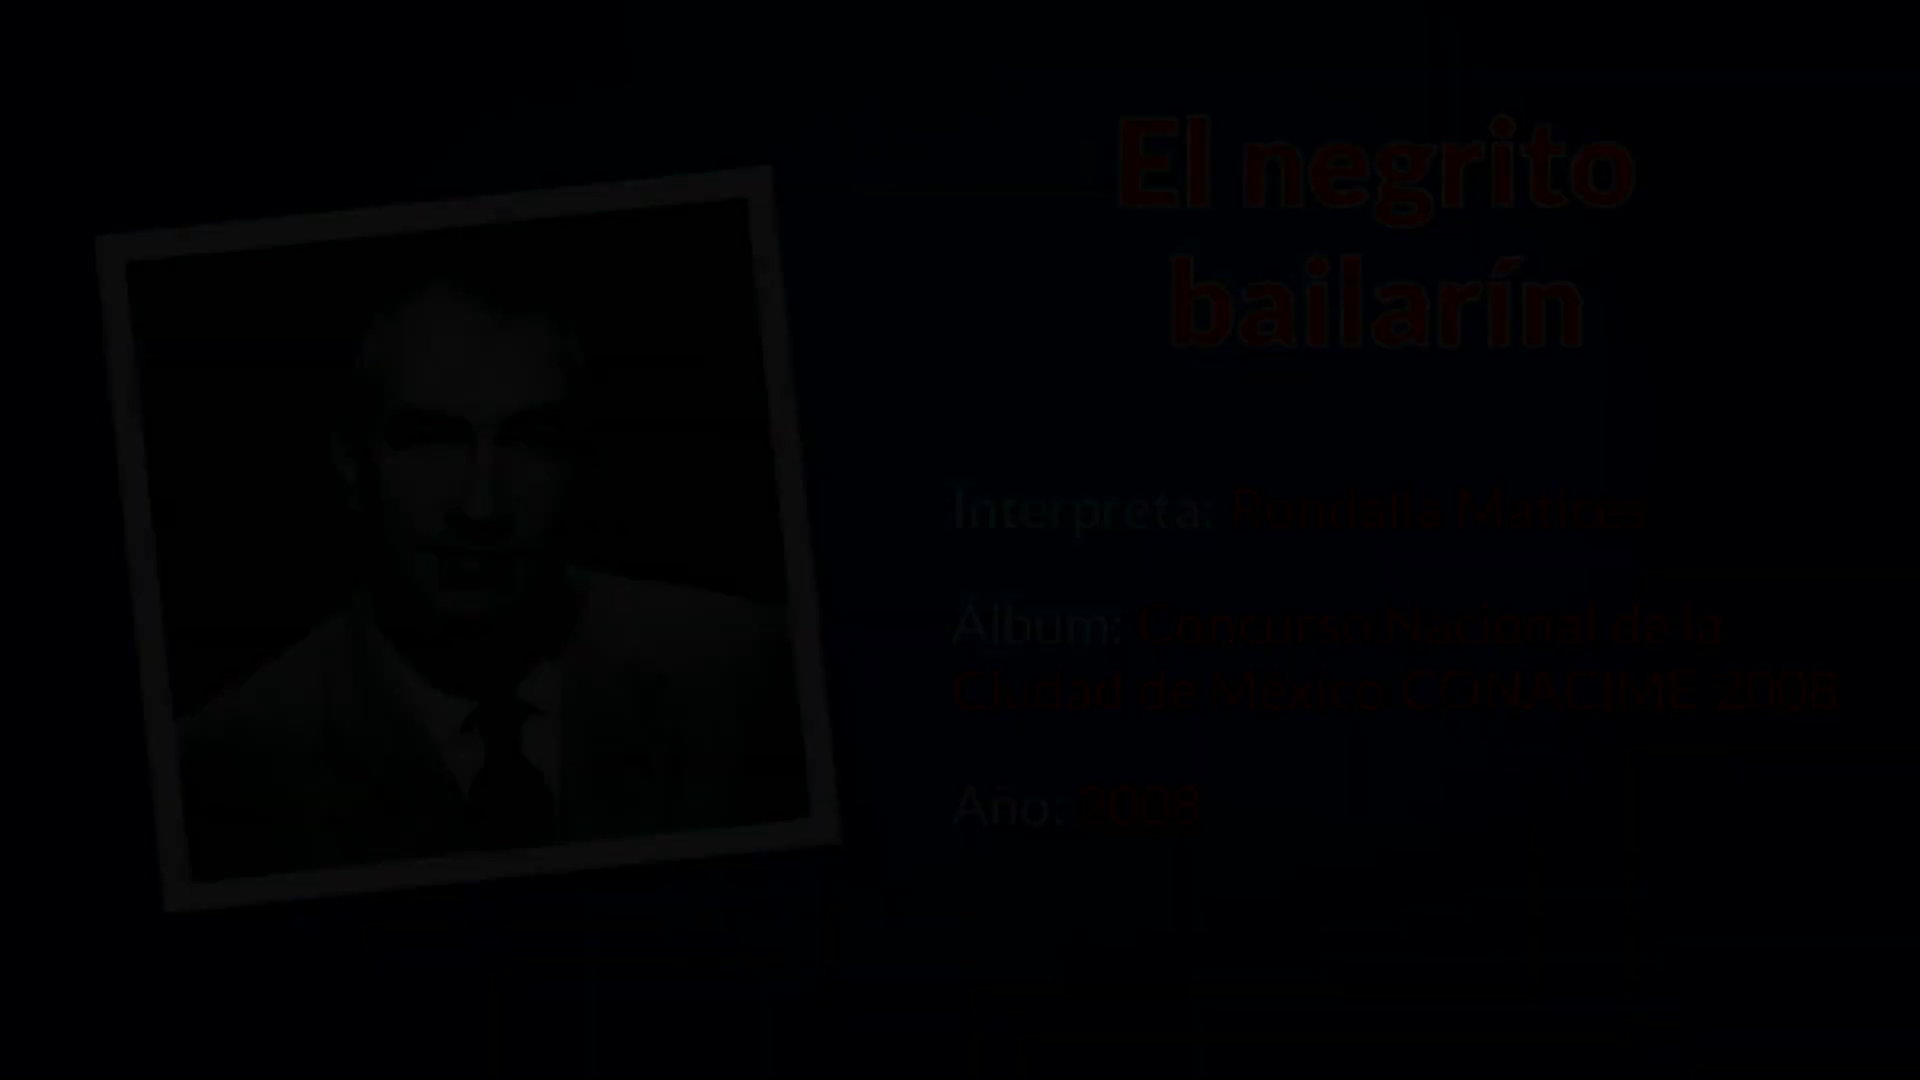 El negrito
bailarín
Interpreta: Rondalla Matices
Álbum: Concurso Nacional de la
Ciudad de México CONACIME 2008
Año: 2008